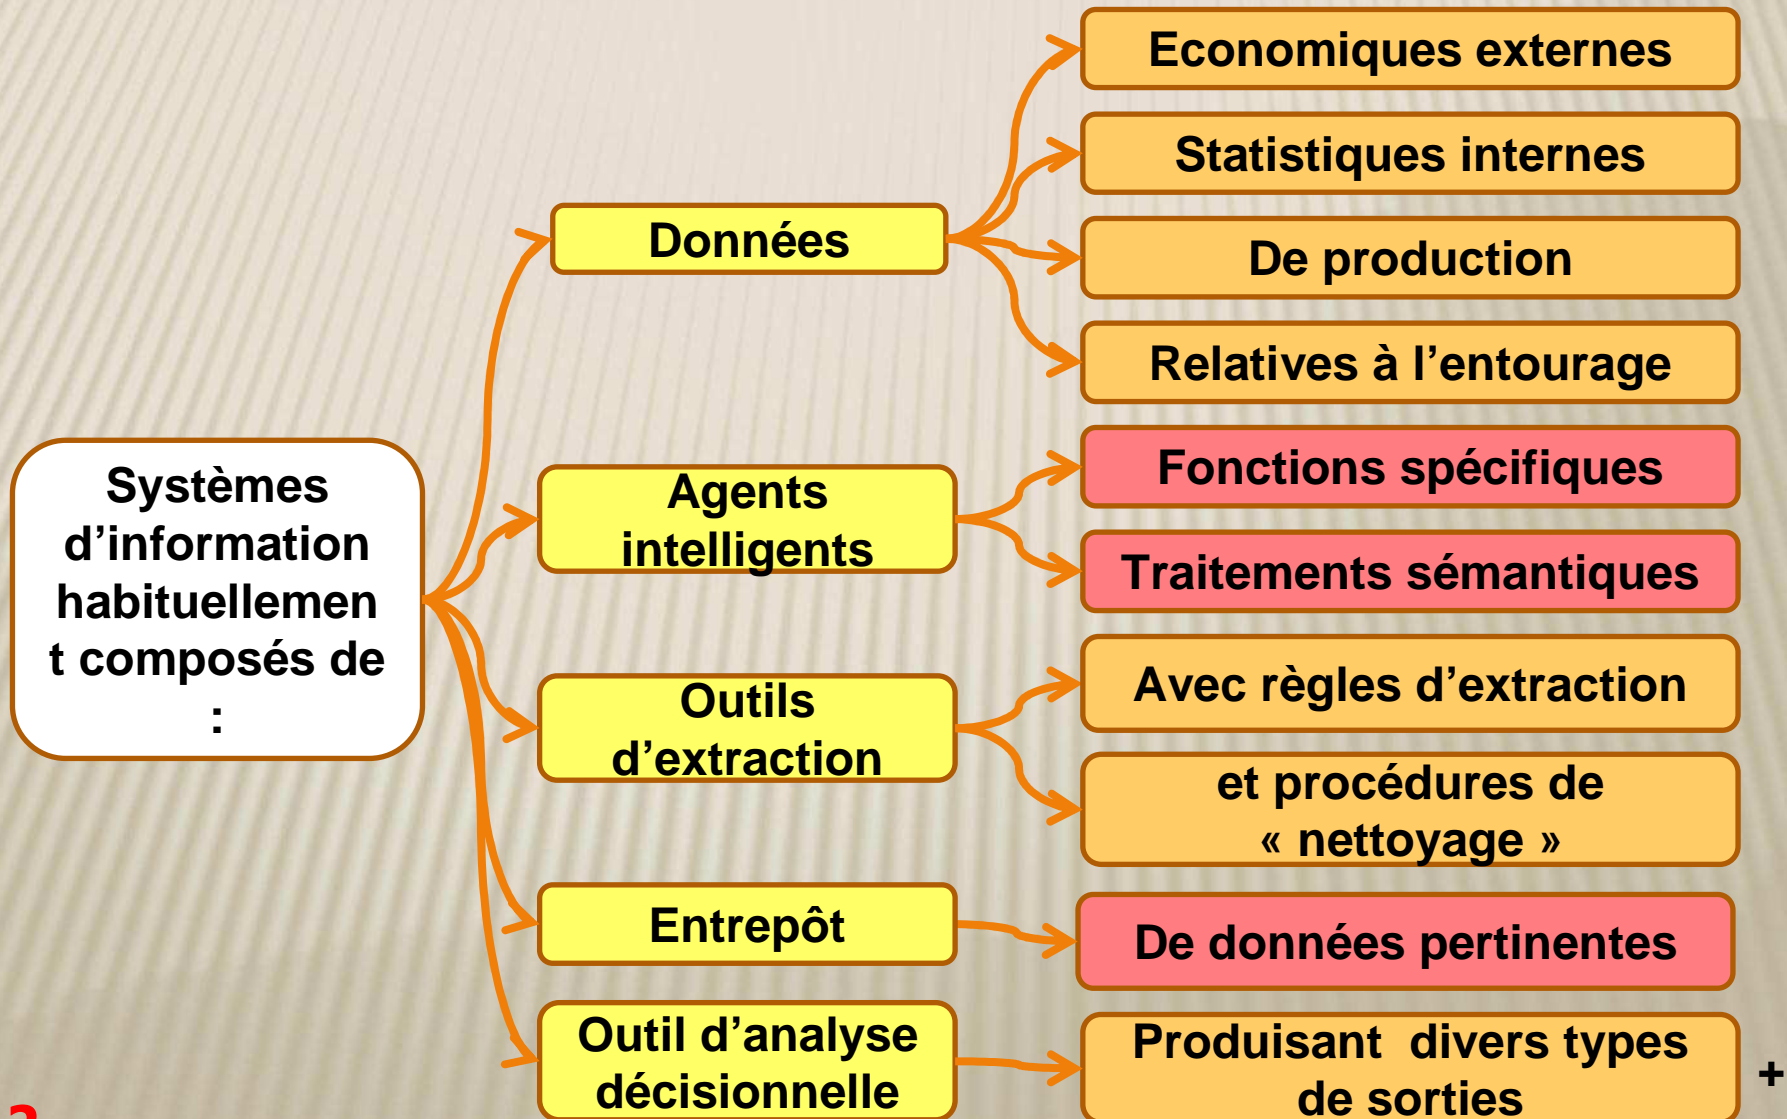 Systèmes
d’information
habituellemen
t composés de
:
Données
Economiques externes
Statistiques internes
De production
Relatives à l’entourage
Agents
intelligents
Fonctions spécifiques
Traitements sémantiques
Outils
d’extraction
Avec règles d’extraction
et procédures de
« nettoyage »
Entrepôt
De données pertinentes
Outil d’analyse
décisionnelle
Produisant  divers types
de sorties
+